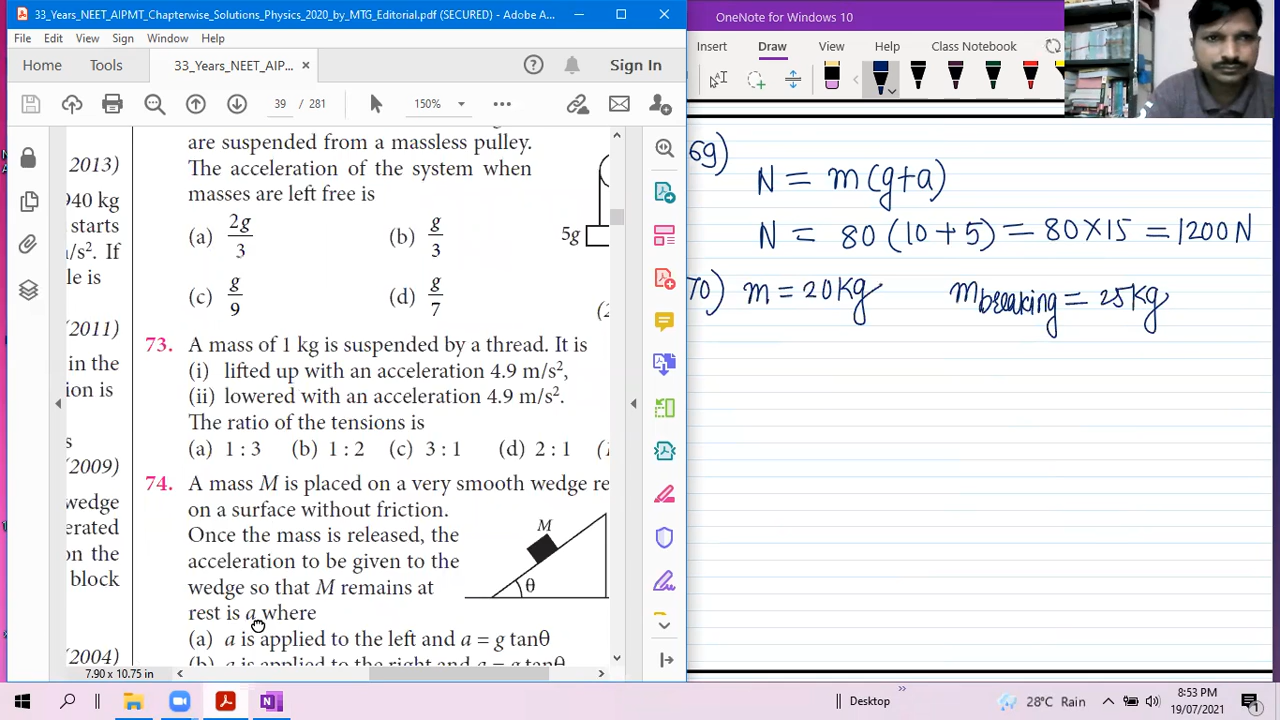 33_Years_NEET_AIPMT_Chapterwise_Solutions_Physics_2020_by_MTG_Editorial.pdf (SECURED) - Adobe A...
File Edit View Sign Window Help
Home Tools 33_Years_NEET_AIP... × Sign In
39 / 281 150%
2013)
940 kg
starts
m/s². If
le is
(2011)
in the
ion is
s
(2009)
wedge
erated
on the
block
(2004)
are suspended from a massless pulley.
The acceleration of the system when
masses are left free is
(a) 2g/3 (b) g/3
(c) g/9 (d) g/7
5g
73. A mass of 1 kg is suspended by a thread. It is
(i) lifted up with an acceleration 4.9 m/s²,
(ii) lowered with an acceleration 4.9 m/s².
The ratio of the tensions is
(a) 1 : 3 (b) 1 : 2 (c) 3 : 1 (d) 2 : 1
74. A mass M is placed on a very smooth wedge re
on a surface without friction.
Once the mass is released, the
acceleration to be given to the
wedge so that M remains at
rest is a where
(a) a is applied to the left and a = g tanθ
(b) a is applied to the right and a = g tanθ
M
θ
7.90 x 10.75 in
OneNote for Windows 10
Insert Draw View Help Class Notebook
69)
N = m(g+a)
N = 80 (10 + 5) = 80×15 = 1200 N
70) m = 20 kg m breaking = 25 kg
Desktop 28°C Rain 8:53 PM
19/07/2021